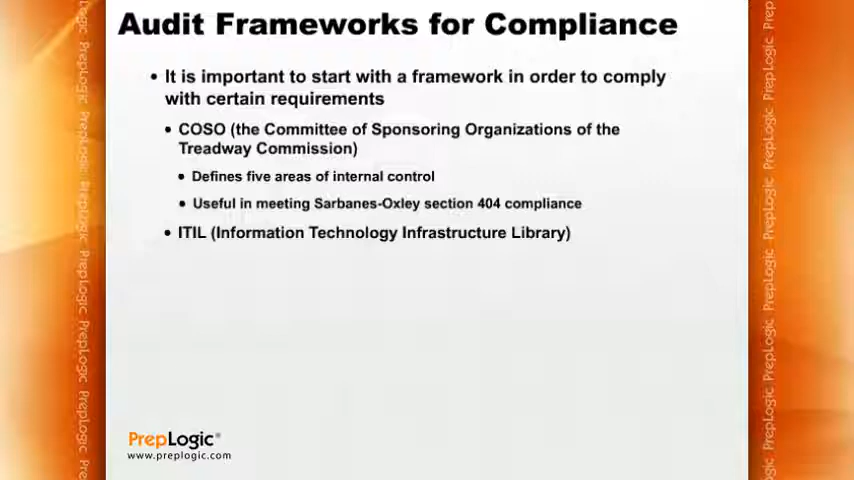 Audit Frameworks for Compliance
• It is important to start with a framework in order to comply
with certain requirements
• COSO (the Committee of Sponsoring Organizations of the
Treadway Commission)
• Defines five areas of internal control
• Useful in meeting Sarbanes-Oxley section 404 compliance
• ITIL (Information Technology Infrastructure Library)
PrepLogic®
www.preplogic.com